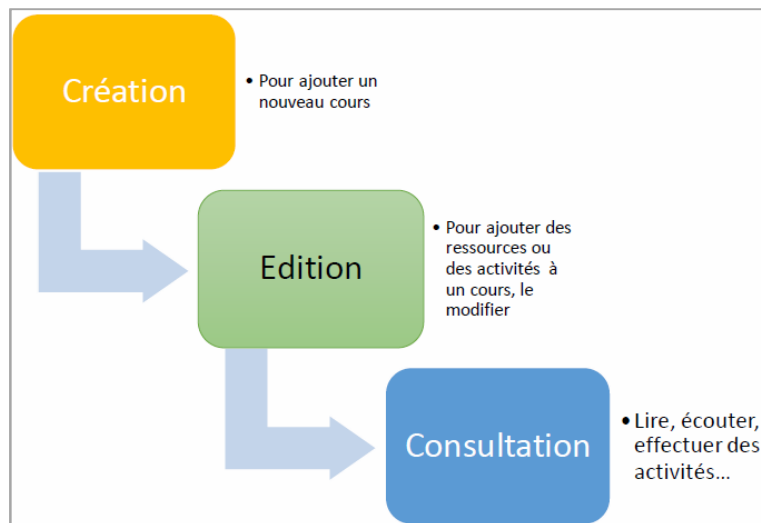 Création
• Pour ajouter un
nouveau cours
Edition
• Pour ajouter des
ressources ou
des activités à
un cours, le
modifier
Consultation
• Lire, écouter,
effectuer des
activités...